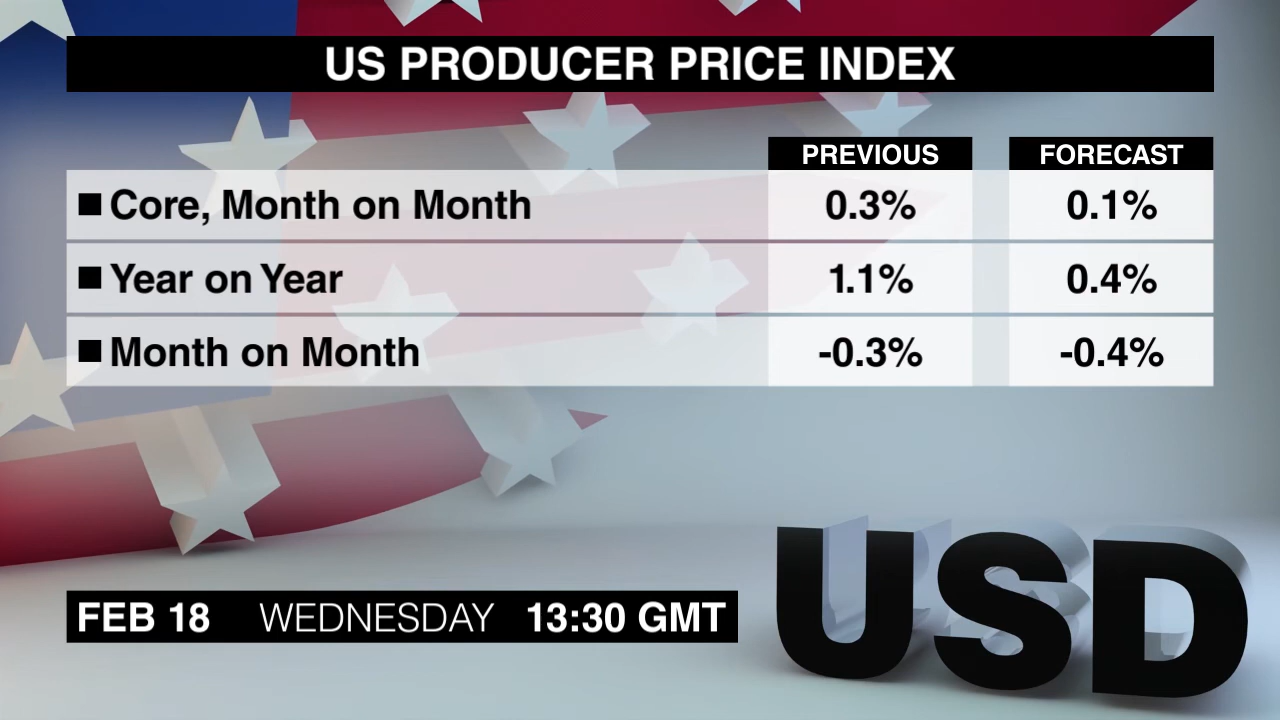 US PRODUCER PRICE INDEX
PREVIOUS FORECAST
■ Core, Month on Month 0.3% 0.1%
■ Year on Year 1.1% 0.4%
■ Month on Month -0.3% -0.4%
FEB 18 WEDNESDAY 13:30 GMT
USD